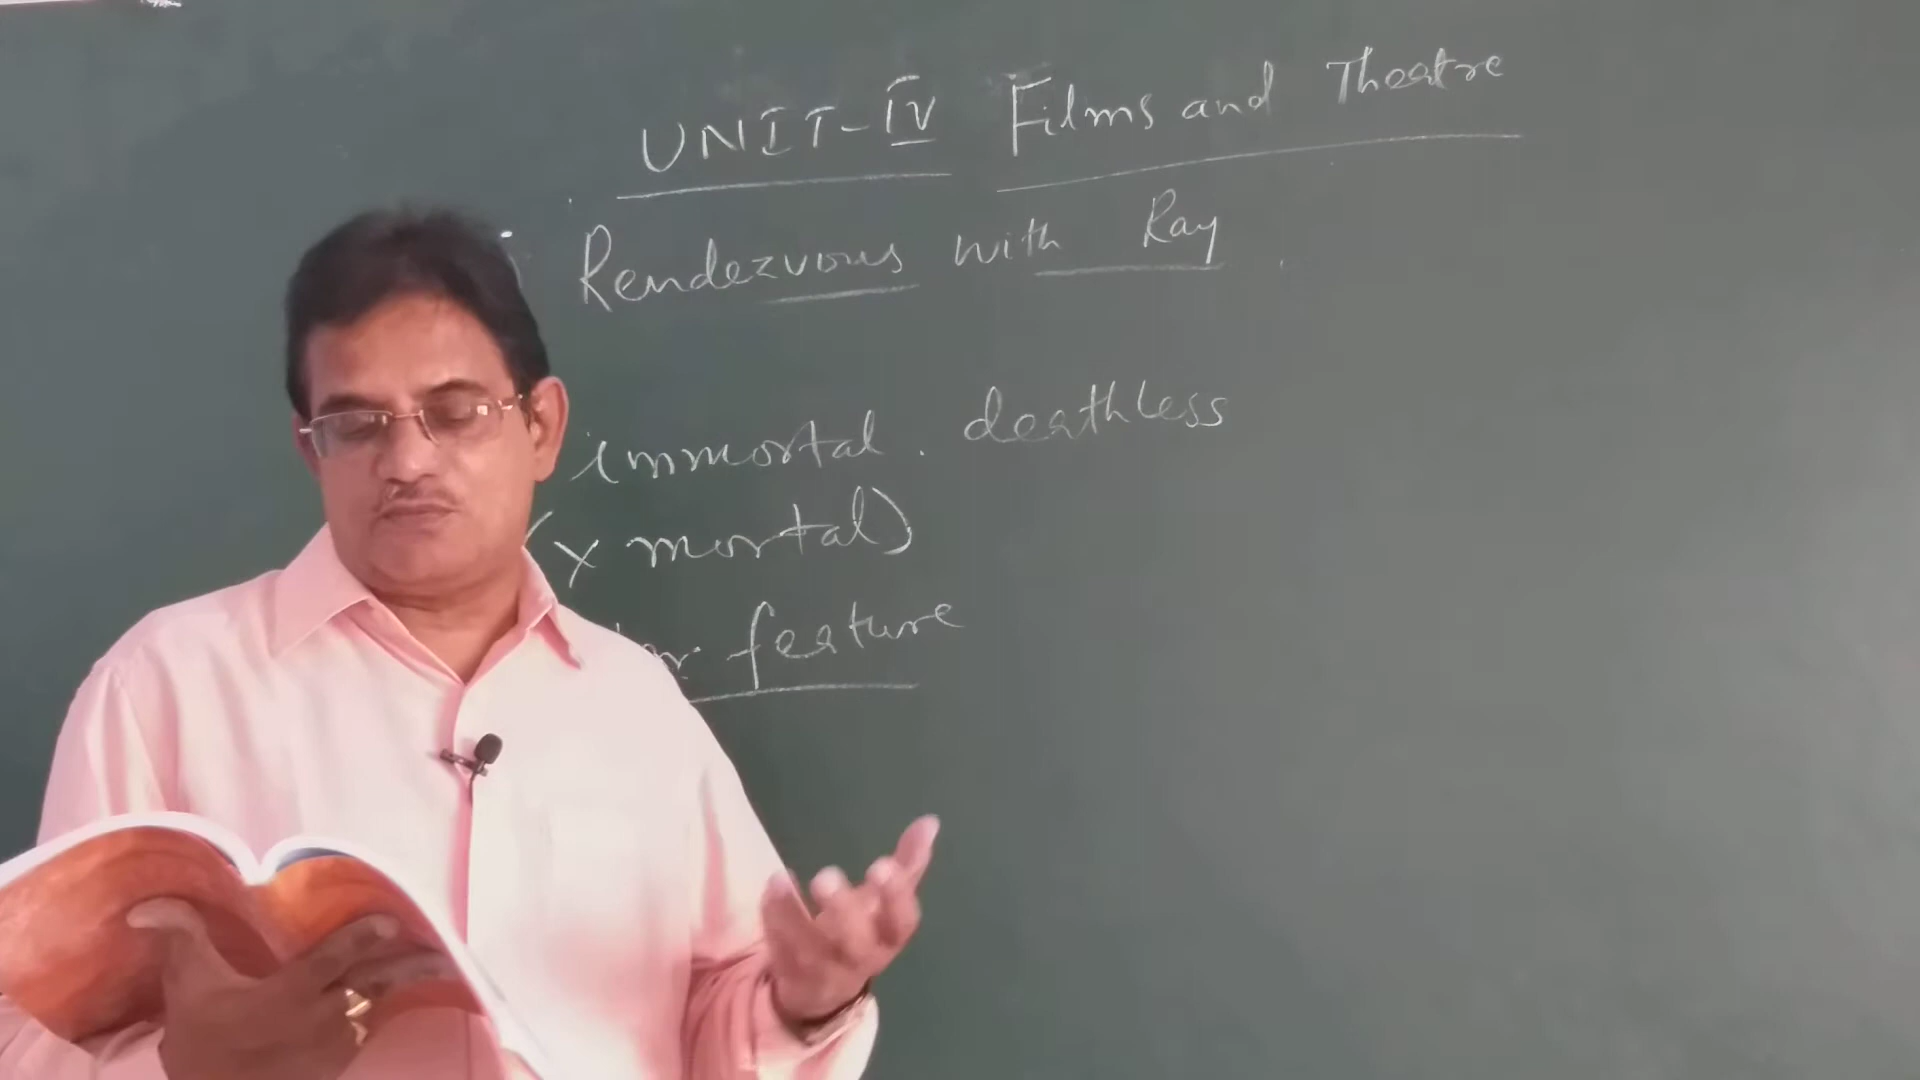 UNIT-IV Films and Theatre
Rendezvous with Ray
immortal. deathless
(x mortal)
feature